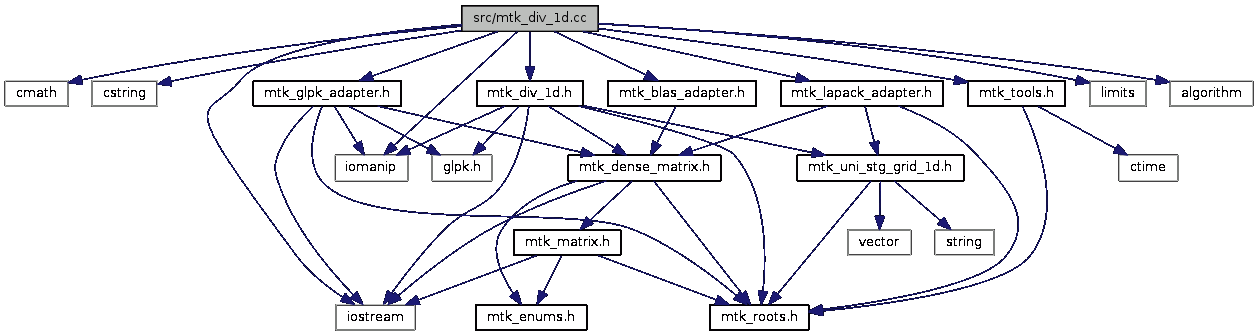 src/mtk_div_1d.cc
cmath
cstring
mtk_glpk_adapter.h
mtk_div_1d.h
mtk_blas_adapter.h
mtk_lapack_adapter.h
mtk_tools.h
limits
algorithm
iomanip
glpk.h
mtk_dense_matrix.h
mtk_uni_stg_grid_1d.h
ctime
mtk_matrix.h
vector
string
iostream
mtk_enums.h
mtk_roots.h